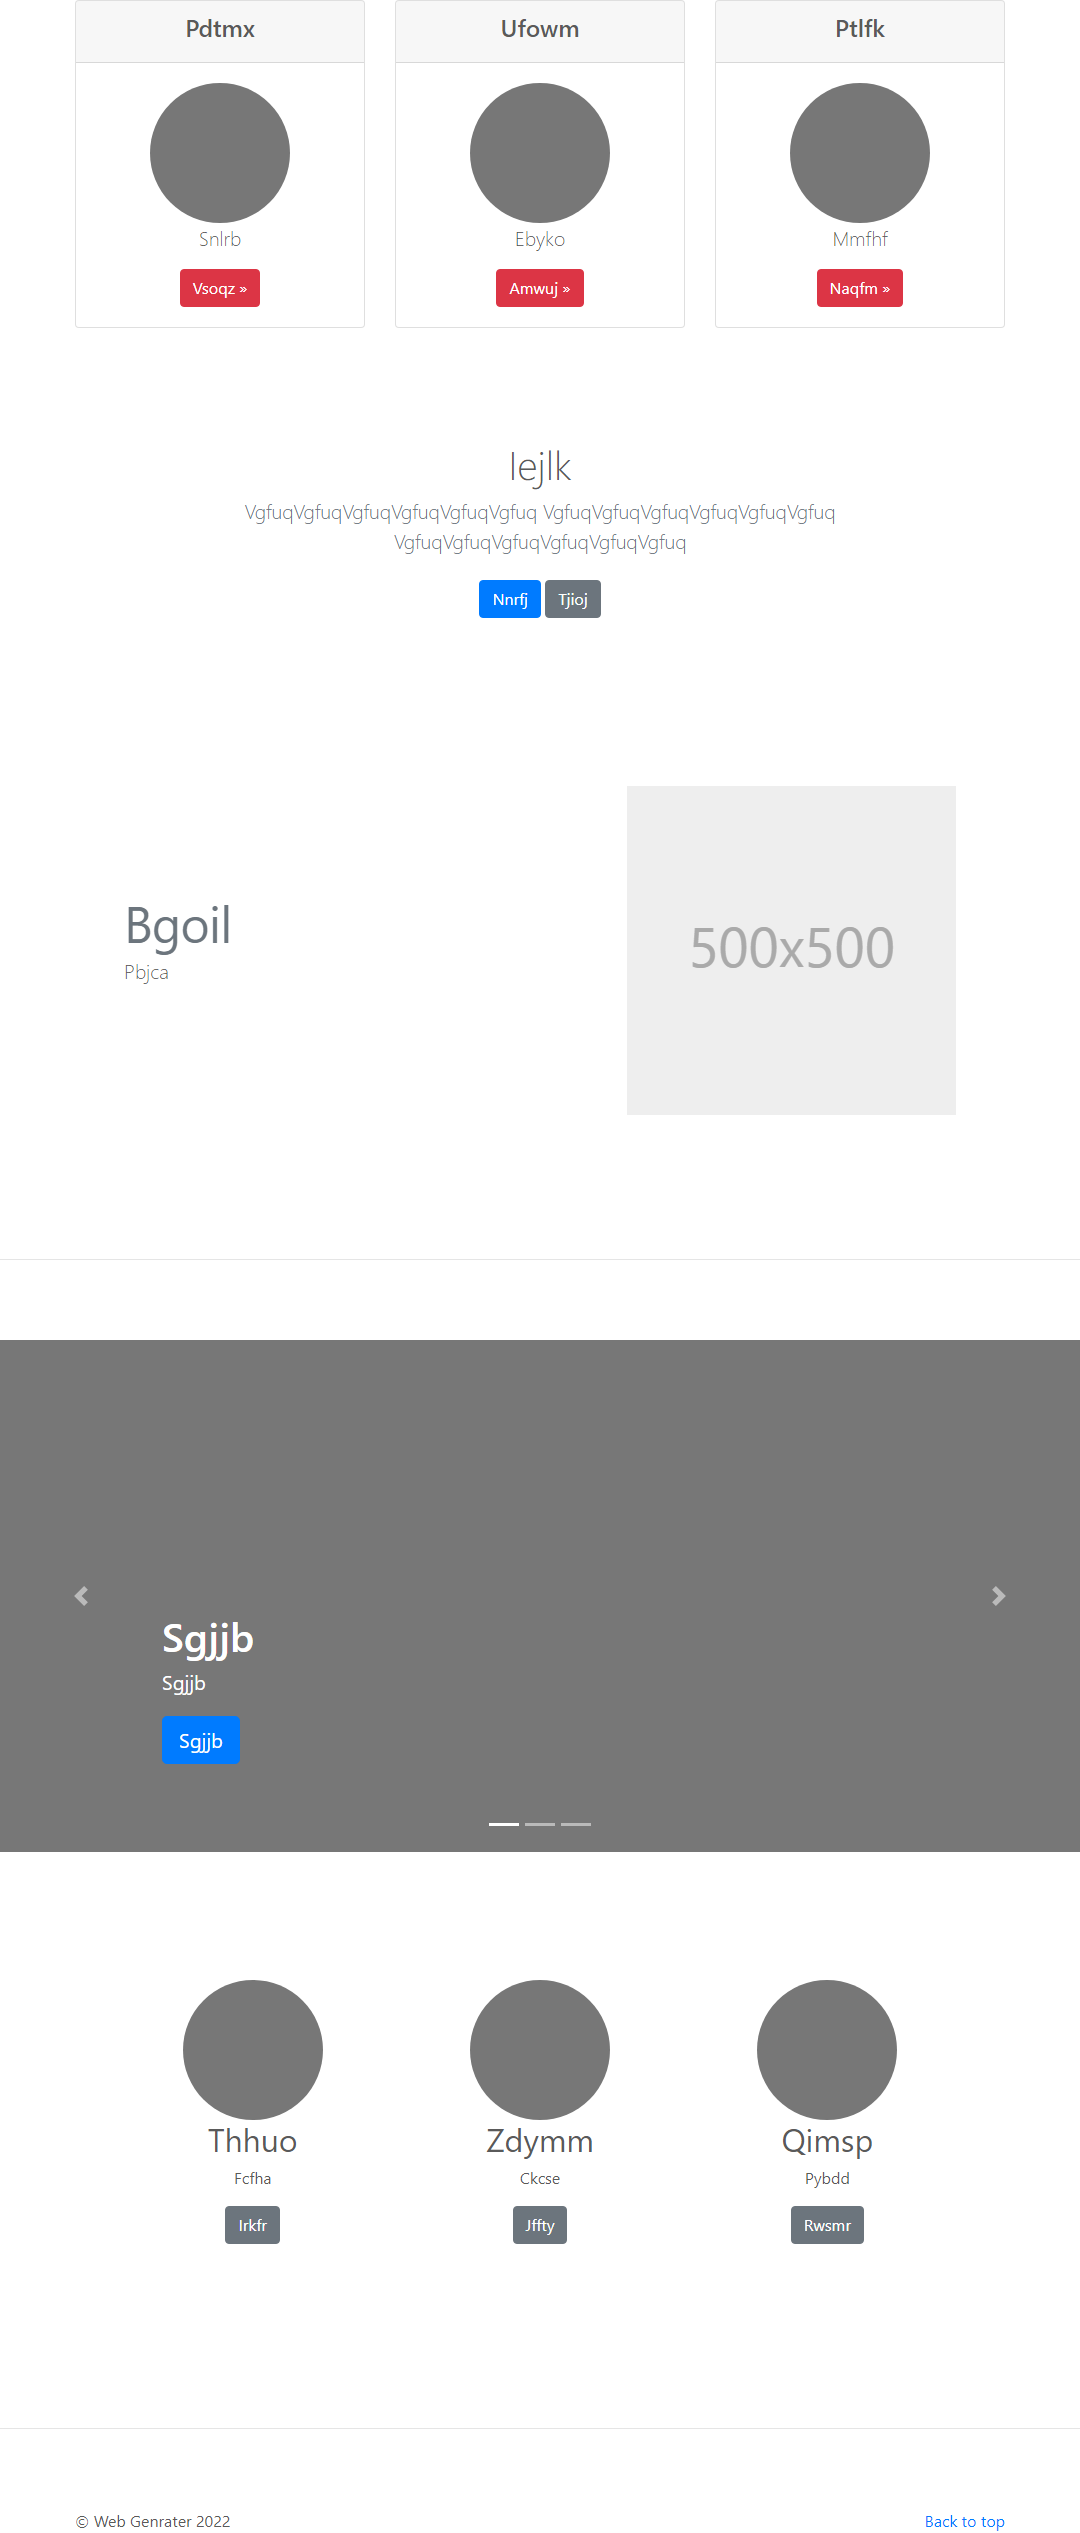 Pdtmx
Ufowm
Ptlfk
Snlrb
Ebyko
Mmfhf
Vsoqz »
Amwuj »
Naqfm »
Iejlk
VgfuqVgfuqVgfuqVgfuqVgfuqVgfuq VgfuqVgfuqVgfuqVgfuqVgfuqVgfuq
VgfuqVgfuqVgfuqVgfuqVgfuqVgfuq
Nnrfj
Tjioj
Bgoil
Pbjca
500x500
Sgjjb
Sgjjb
Sgjjb
Thhuo
Zdymm
Qimsp
Fcfha
Ckcse
Pybdd
Irkfr
Jffty
Rwsmr
© Web Genrater 2022
Back to top